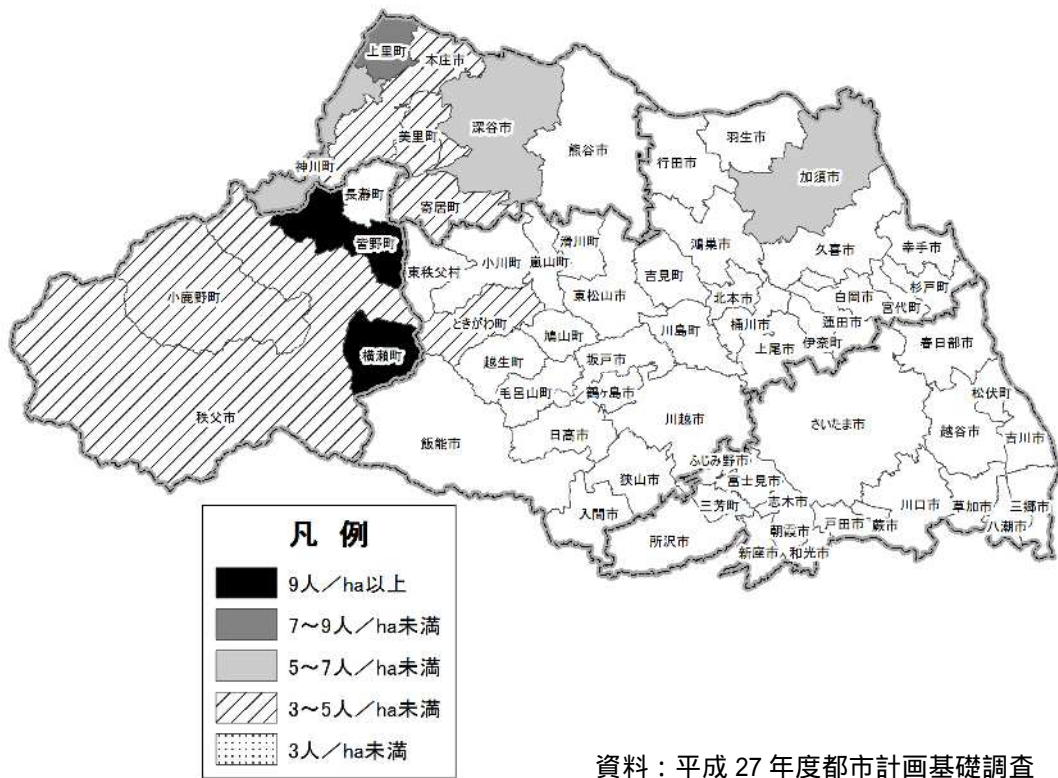 上里町
本庄市
美里町
深谷市
熊谷市
行田市
羽生市
加須市
神川町
長瀞町
寄居町
皆野町
東秩父村
小川町
嵐山町
滑川町
吉見町
鴻巣市
久喜市
幸手市
小鹿野町
東松山市
北本市
白岡市
杉戸町
宮代町
ときがわ町
鳩山町
川島町
桶川市
蓮田市
上尾市
伊奈町
横瀬町
越生町
坂戸市
春日部市
毛呂山町
鶴ヶ島市
松伏町
秩父市
飯能市
日高市
川越市
さいたま市
越谷市
吉川市
狭山市
ふじみ野市
富士見市
入間市
三芳町
志木市
川口市
草加市
三郷市
所沢市
朝霞市
戸田市
蕨市
八潮市
新座市
和光市
凡 例
9人/ha以上
7~9人/ha未満
5~7人/ha未満
3~5人/ha未満
3人/ha未満
資料:平成 27 年度都市計画基礎調査